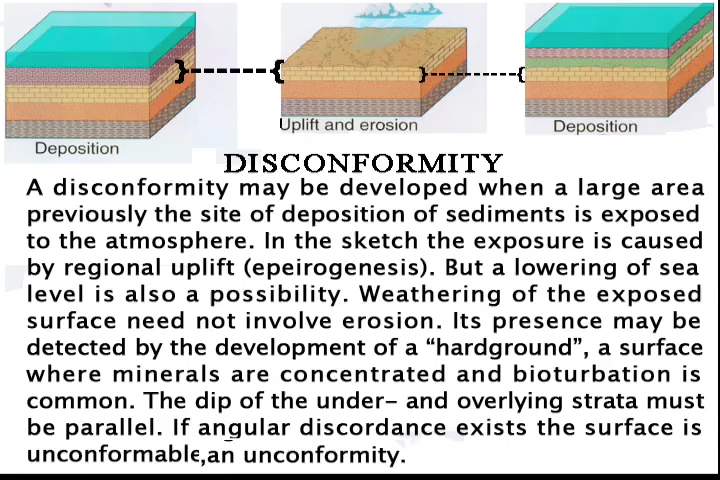 Deposition
Uplift and erosion
Deposition
DISCONFORMITY
A disconformity may be developed when a large area
previously the site of deposition of sediments is exposed
to the atmosphere. In the sketch the exposure is caused
by regional uplift (epeirogenesis). But a lowering of sea
level is also a possibility. Weathering of the exposed
surface need not involve erosion. Its presence may be
detected by the development of a “hardground”, a surface
where minerals are concentrated and bioturbation is
common. The dip of the under- and overlying strata must
be parallel. If angular discordance exists the surface is
unconformable,an unconformity.